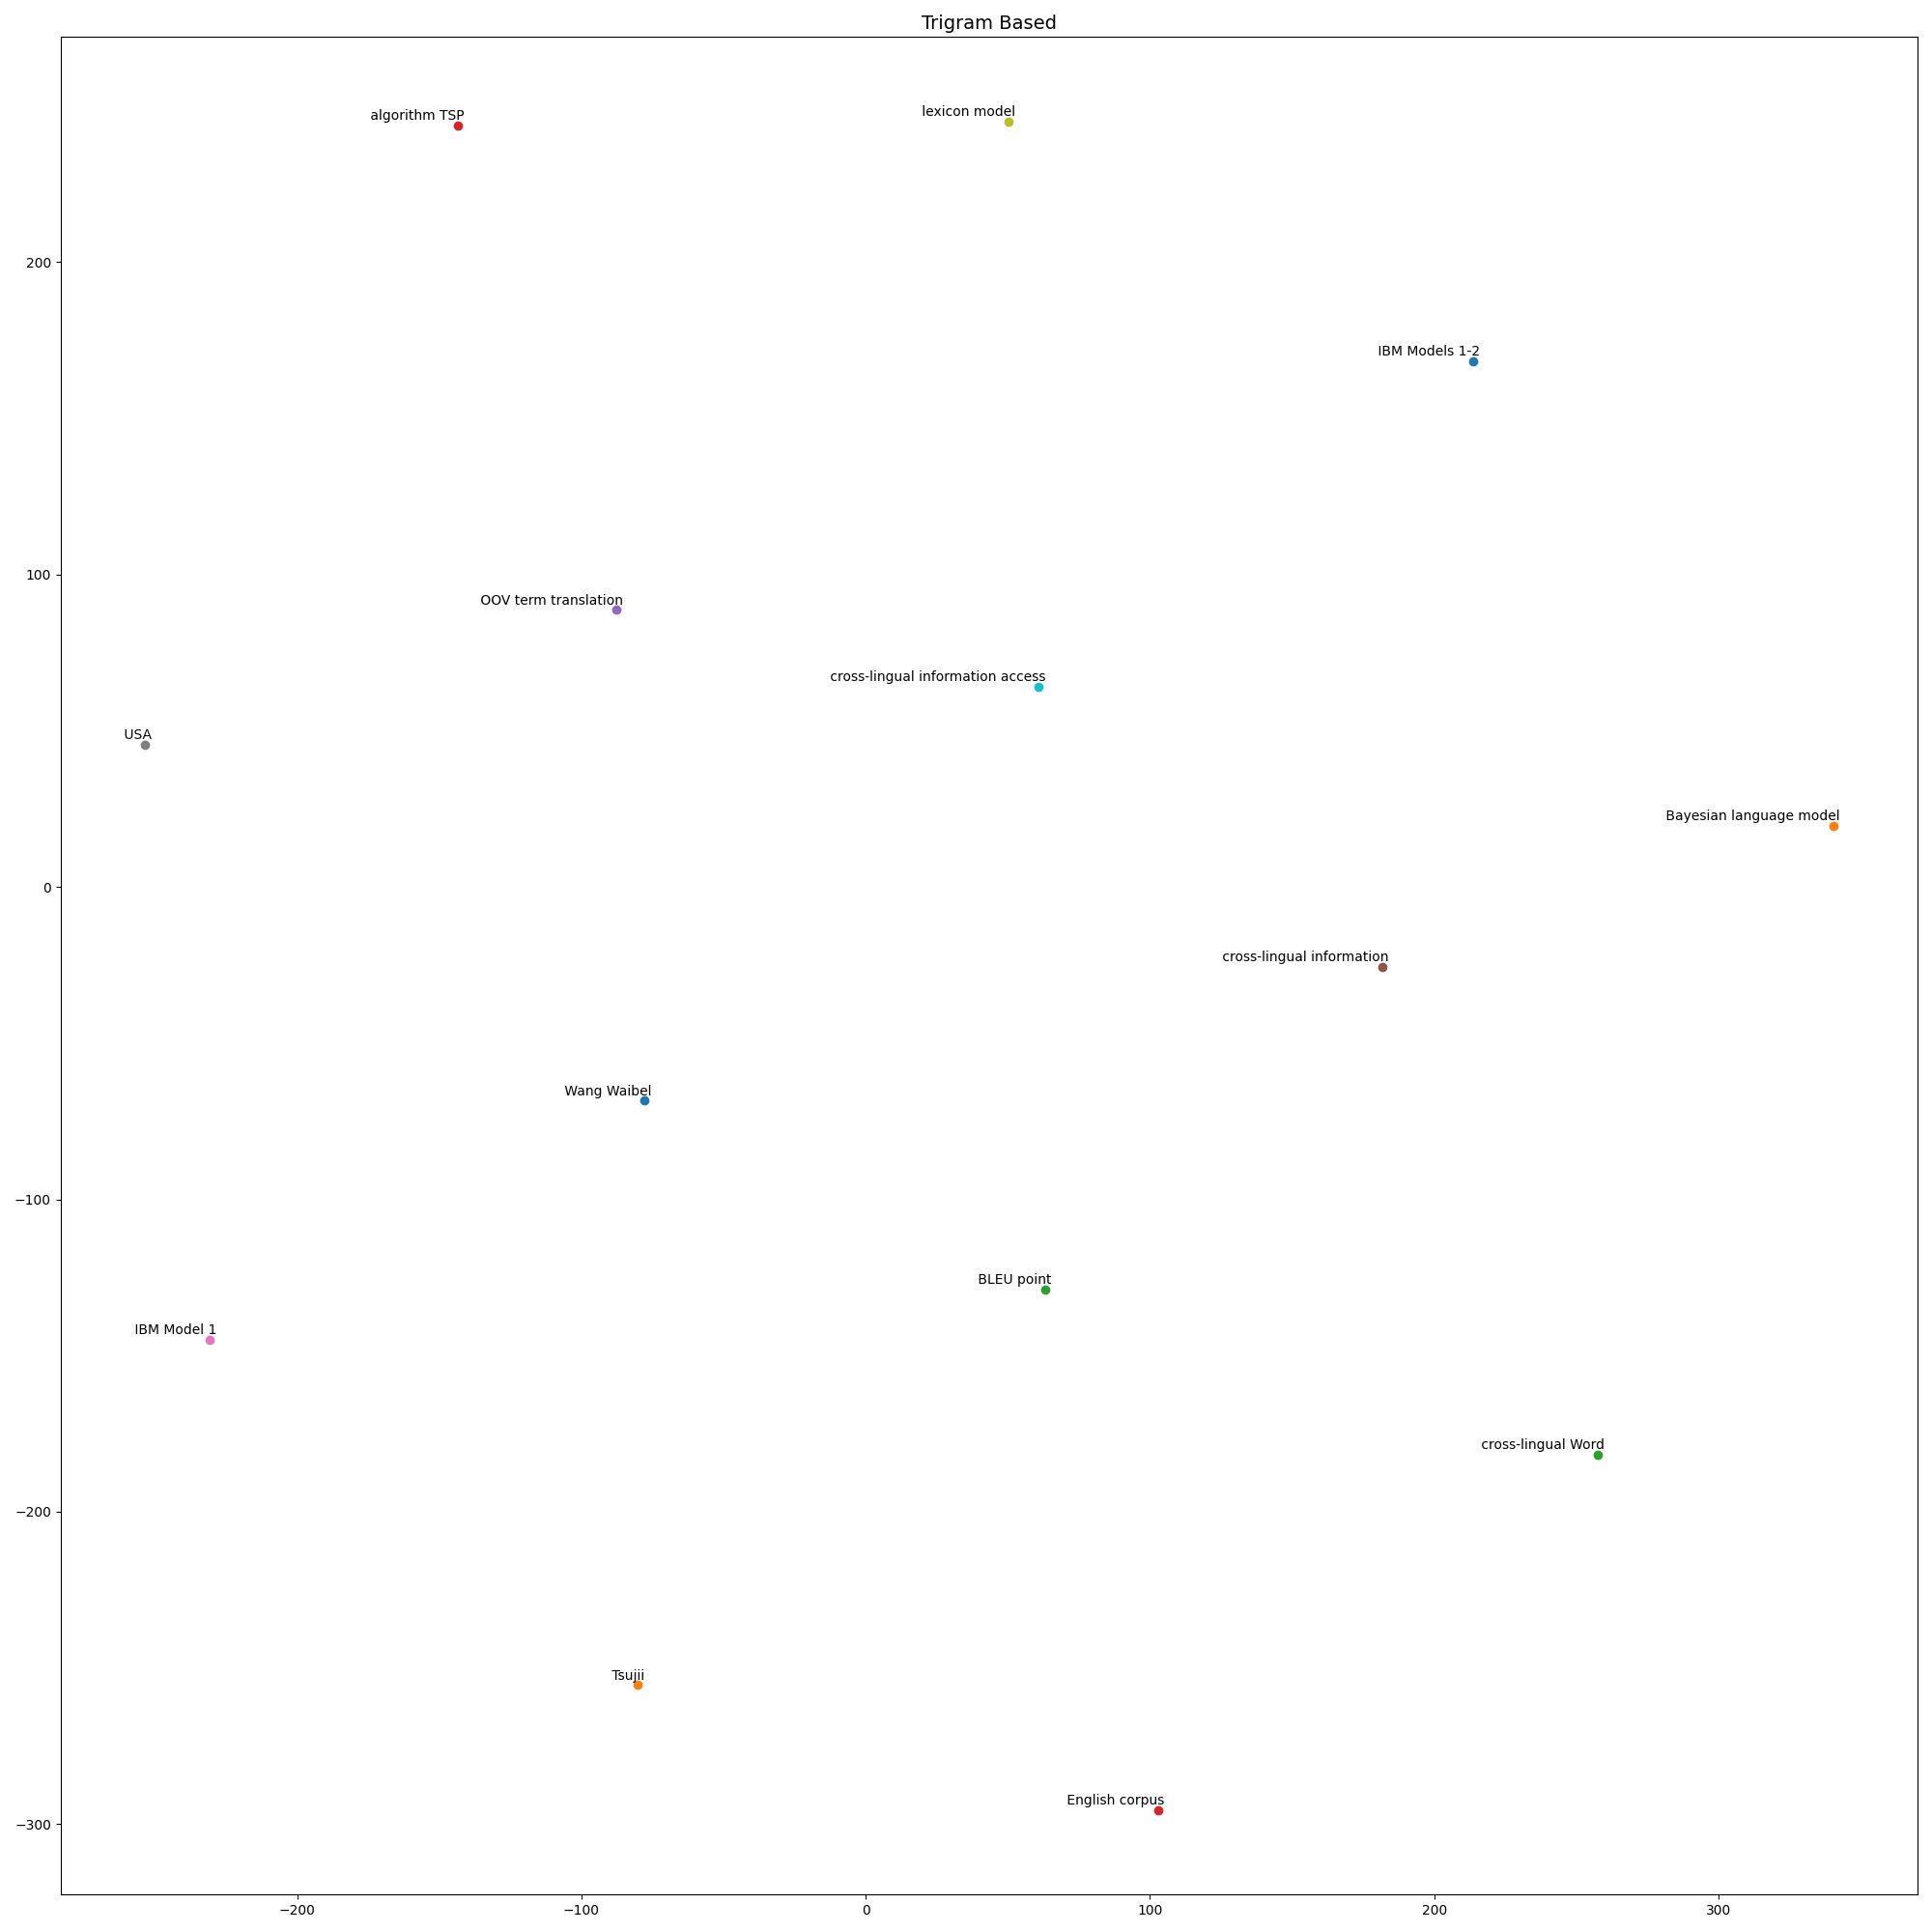 Trigram Based
lexicon model
algorithm TSP
200
IBM Models 1-2
100
OOV term translation
cross-lingual information access
USA
Bayesian language model
0
cross-lingual information
Wang Waibel
−100
BLEU point
IBM Model 1
cross-lingual Word
−200
Tsujii
English corpus
−300
−200 −100 0 100 200 300